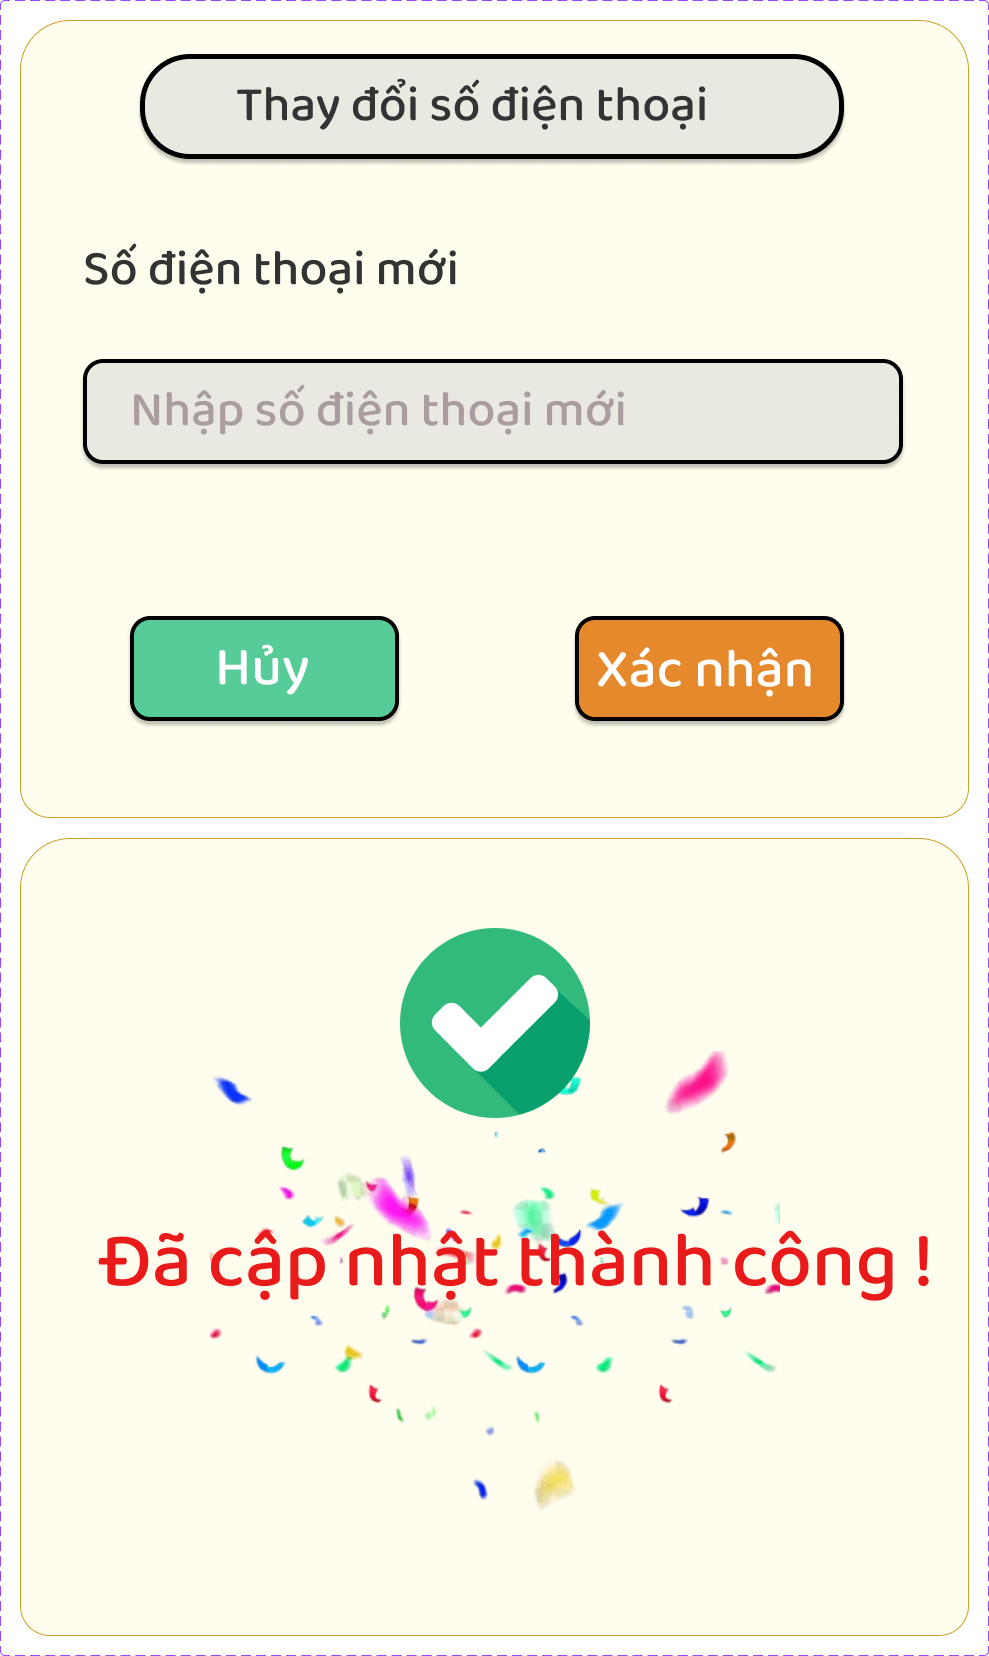 Thay đổi số điện thoại
Số điện thoại mới
Nhập số điện thoại mới
Hủy
Xác nhận
Đã cập nhật thành công !